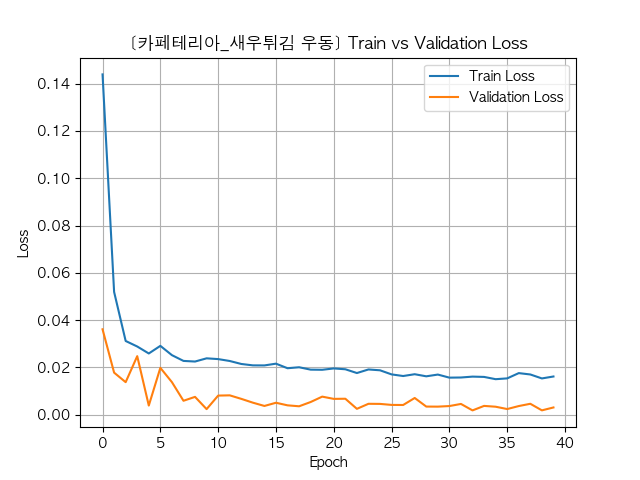 [카페테리아_새우튀김 우동] Train vs Validation Loss
Train Loss
Validation Loss
0.14
0.12
0.10
0.08
0.06
0.04
0.02
0.00
Loss
0 5 10 15 20 25 30 35 40
Epoch